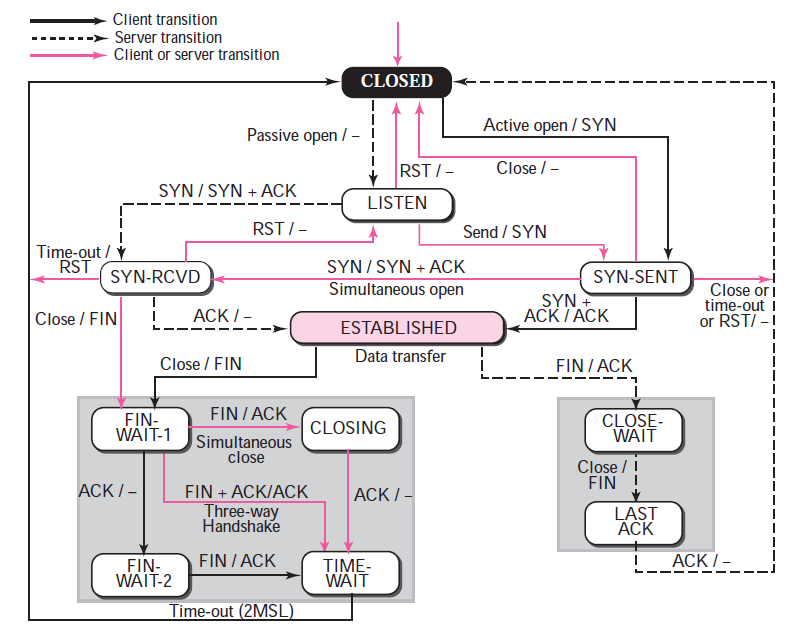 Client transition
Server transition
Client or server transition
CLOSED
Active open / SYN
Passive open / –
RST / –
Close / –
SYN / SYN + ACK
LISTEN
RST / –
Send / SYN
Time-out /
RST
SYN-RCVD
SYN / SYN + ACK
Simultaneous open
SYN-SENT
Close or
time-out
or RST/ –
Close / FIN
ACK / –
ESTABLISHED
SYN +
ACK / ACK
Data transfer
Close / FIN
FIN / ACK
FIN-
WAIT-1
FIN / ACK
Simultaneous
close
CLOSING
CLOSE-
WAIT
Close /
FIN
ACK / –
FIN + ACK/ACK
Three-way
Handshake
ACK / –
LAST
ACK
FIN-
WAIT-2
FIN / ACK
TIME-
WAIT
ACK / –
Time-out (2MSL)